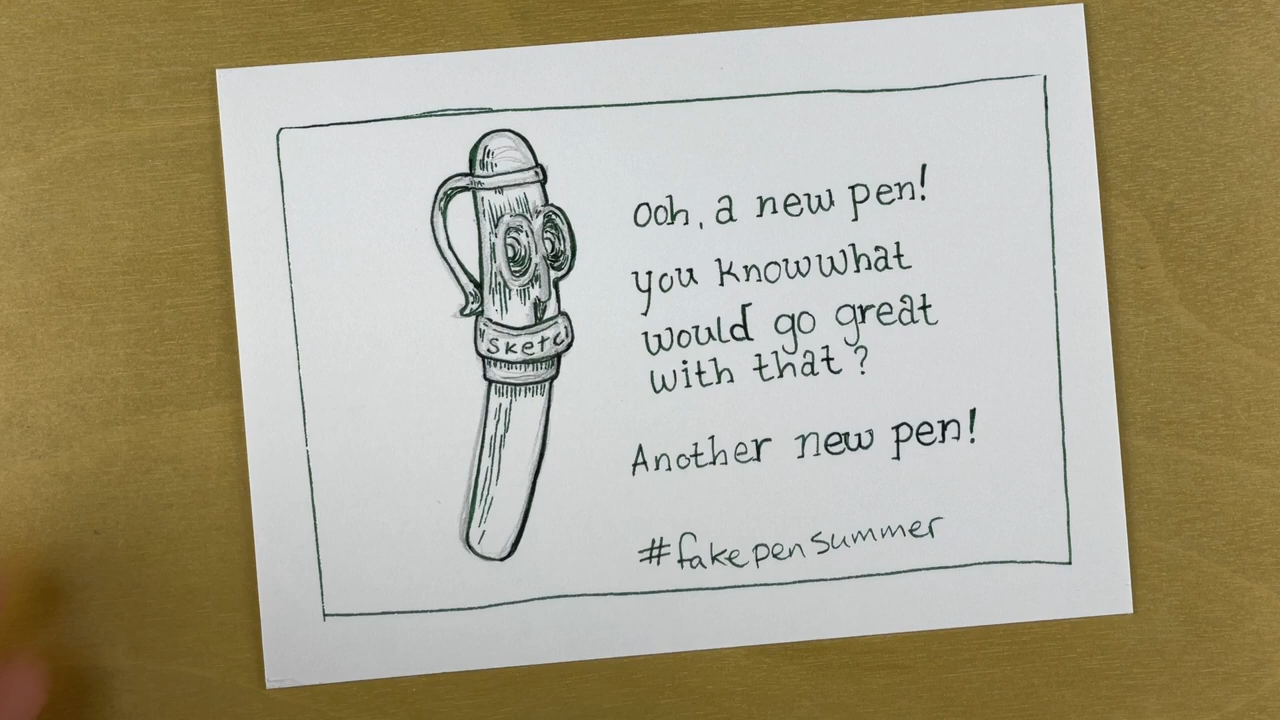 Sketc
Ooh, a new pen!
you know what
would go great
with that?
Another new pen!
#fakepensummer